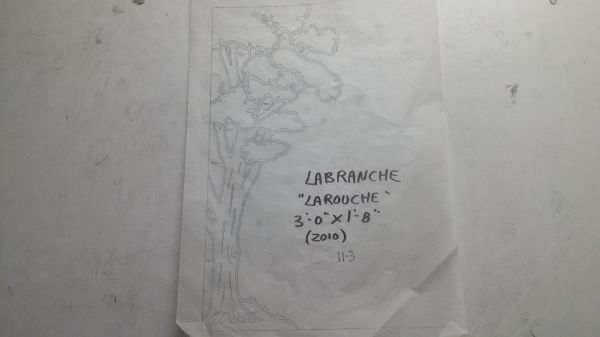 LABRANCHE
"LAROUCHE"
3'-0" X 1'-8"
(2010)
11-3